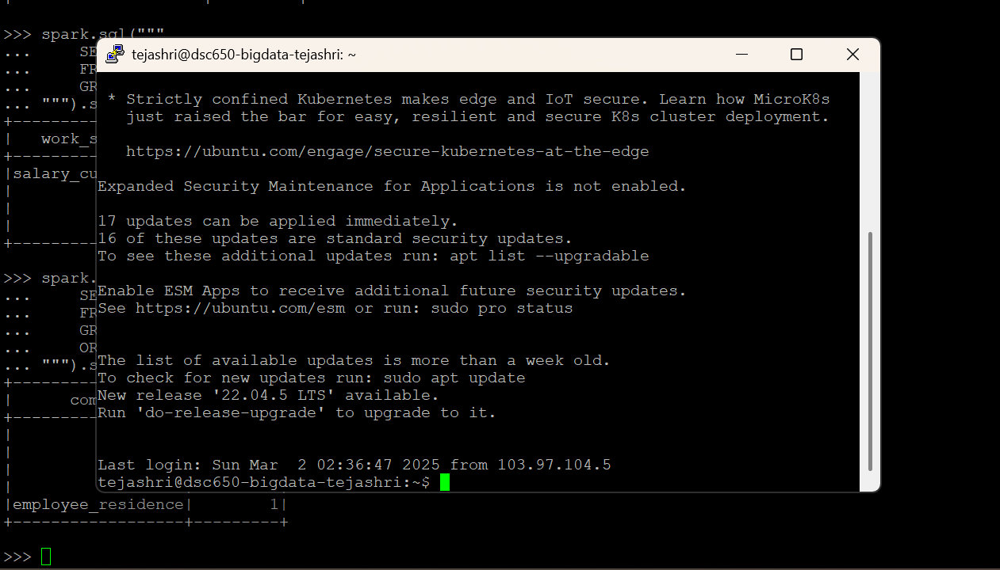 >>> spark.sql("""
... SE
... FR
... GR
... """).s
+---------
| work_s
+---------
|salary_cu
|
|
|
+---------
>>> spark.
... SE
... FR
... GR
... OR
... """).s
+---------
| com
+---------
|
|
|
|
|employee_residence| 1|
+------------------+---------+
>>>
tejashri@dsc650-bigdata-tejashri: ~
* Strictly confined Kubernetes makes edge and IoT secure. Learn how MicroK8s
just raised the bar for easy, resilient and secure K8s cluster deployment.
https://ubuntu.com/engage/secure-kubernetes-at-the-edge
Expanded Security Maintenance for Applications is not enabled.
17 updates can be applied immediately.
16 of these updates are standard security updates.
To see these additional updates run: apt list --upgradable
Enable ESM Apps to receive additional future security updates.
See https://ubuntu.com/esm or run: sudo pro status
The list of available updates is more than a week old.
To check for new updates run: sudo apt update
New release '22.04.5 LTS' available.
Run 'do-release-upgrade' to upgrade to it.
Last login: Sun Mar  2 02:36:47 2025 from 103.97.104.5
tejashri@dsc650-bigdata-tejashri:~$